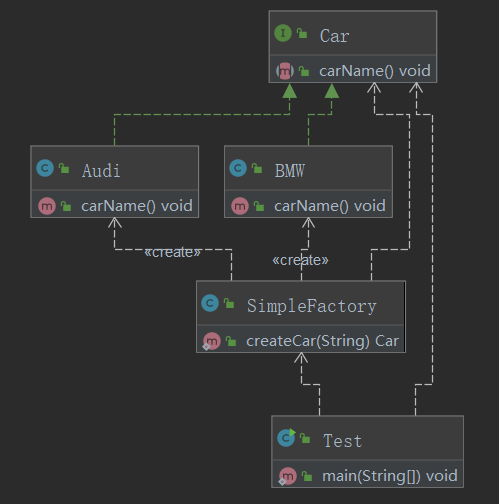 I Car
m carName() void
C Audi
C BMW
m carName() void
m carName() void
«create»
«create»
C SimpleFactory
m createCar(String) Car
C Test
m main(String[]) void